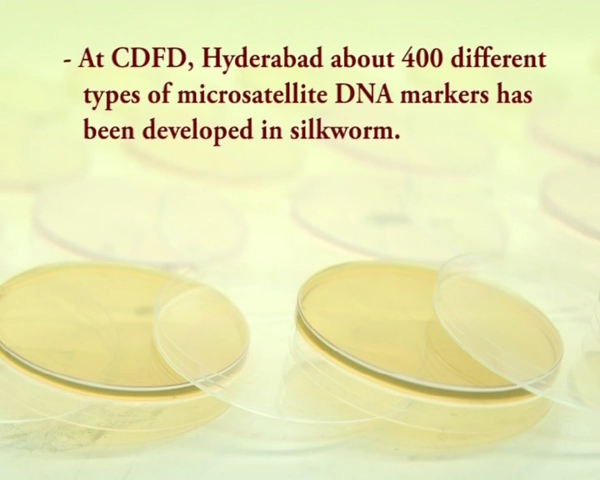 - At CDFD, Hyderabad about 400 different
types of microsatellite DNA markers has
been developed in silkworm.